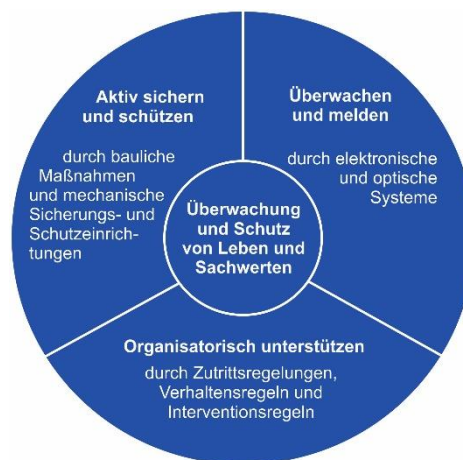 Aktiv sichern
und schützen
durch bauliche
Maßnahmen
und mechanische
Sicherungs- und
Schutzeinrich-
tungen
Überwachen
und melden
durch elektronische
und optische
Systeme
Überwachung
und Schutz
von Leben und
Sachwerten
Organisatorisch unterstützen
durch Zutrittsregelungen,
Verhaltensregeln und
Interventionsregeln